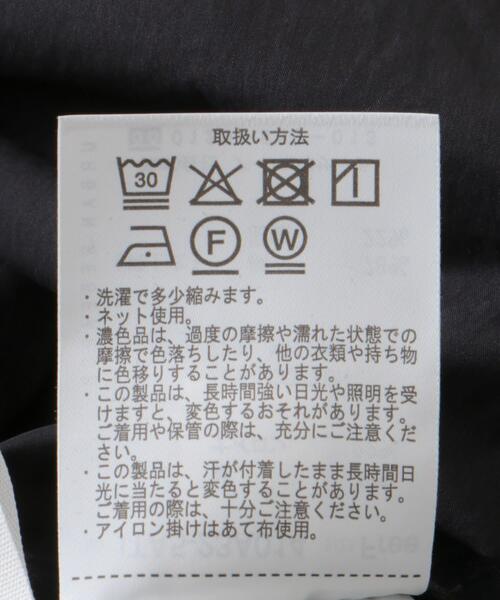 取扱い方法
30
F W
・洗濯で多少縮みます。
・ネット使用。
・濃色品は、過度の摩擦や濡れた状態での
摩擦で色落ちしたり、他の衣類や持ち物
に色移りすることがあります。
・この製品は、長時間強い日光や照明を受
けますと、変色するおそれがあります。
ご着用や保管の際は、充分にご注意くだ
さい。
・この製品は、汗が付着したまま長時間日
光に当たると変色することがあります。
ご着用の際は、十分ご注意ください。
・アイロン掛けはあて布使用。